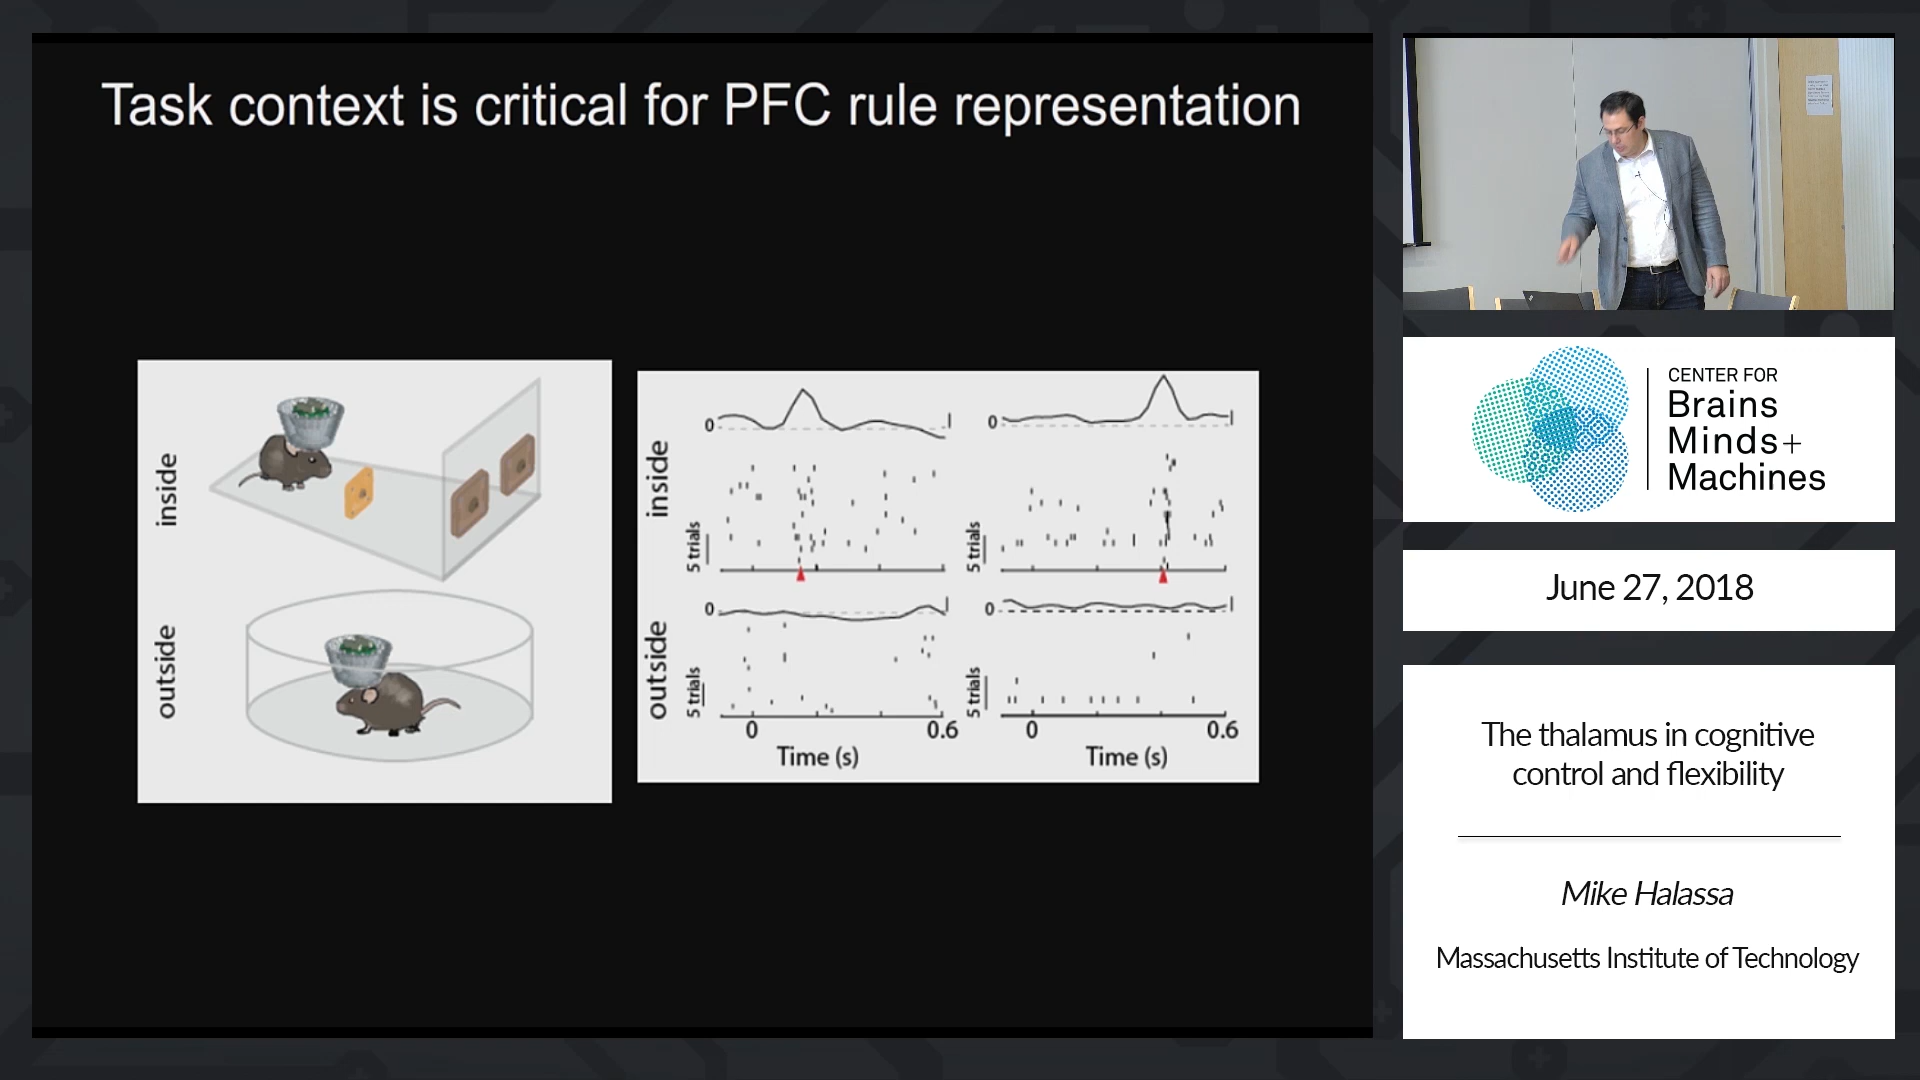 Task context is critical for PFC rule representation
inside
outside
inside
0
5 trials
0
5 trials
outside
0
5 trials
0
5 trials
0
0.6
Time (s)
0
0.6
Time (s)
CENTER FOR
Brains
Minds+
Machines
June 27, 2018
The thalamus in cognitive
control and flexibility
Mike Halassa
Massachusetts Institute of Technology